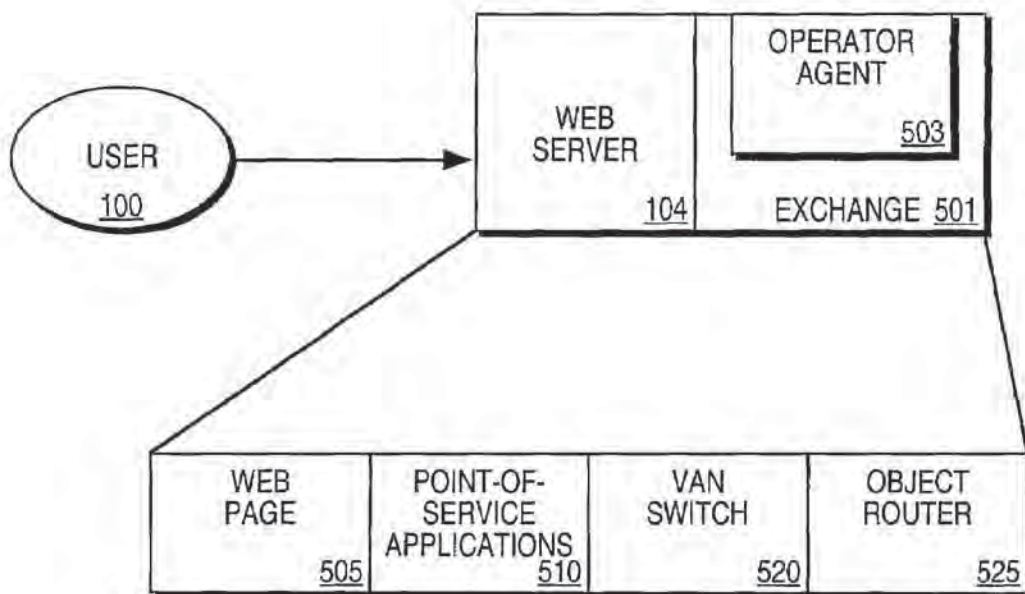 USER
100
WEB
SERVER
104
OPERATOR
AGENT
503
EXCHANGE 501
WEB
PAGE
505
POINT-OF-
SERVICE
APPLICATIONS
510
VAN
SWITCH
520
OBJECT
ROUTER
525